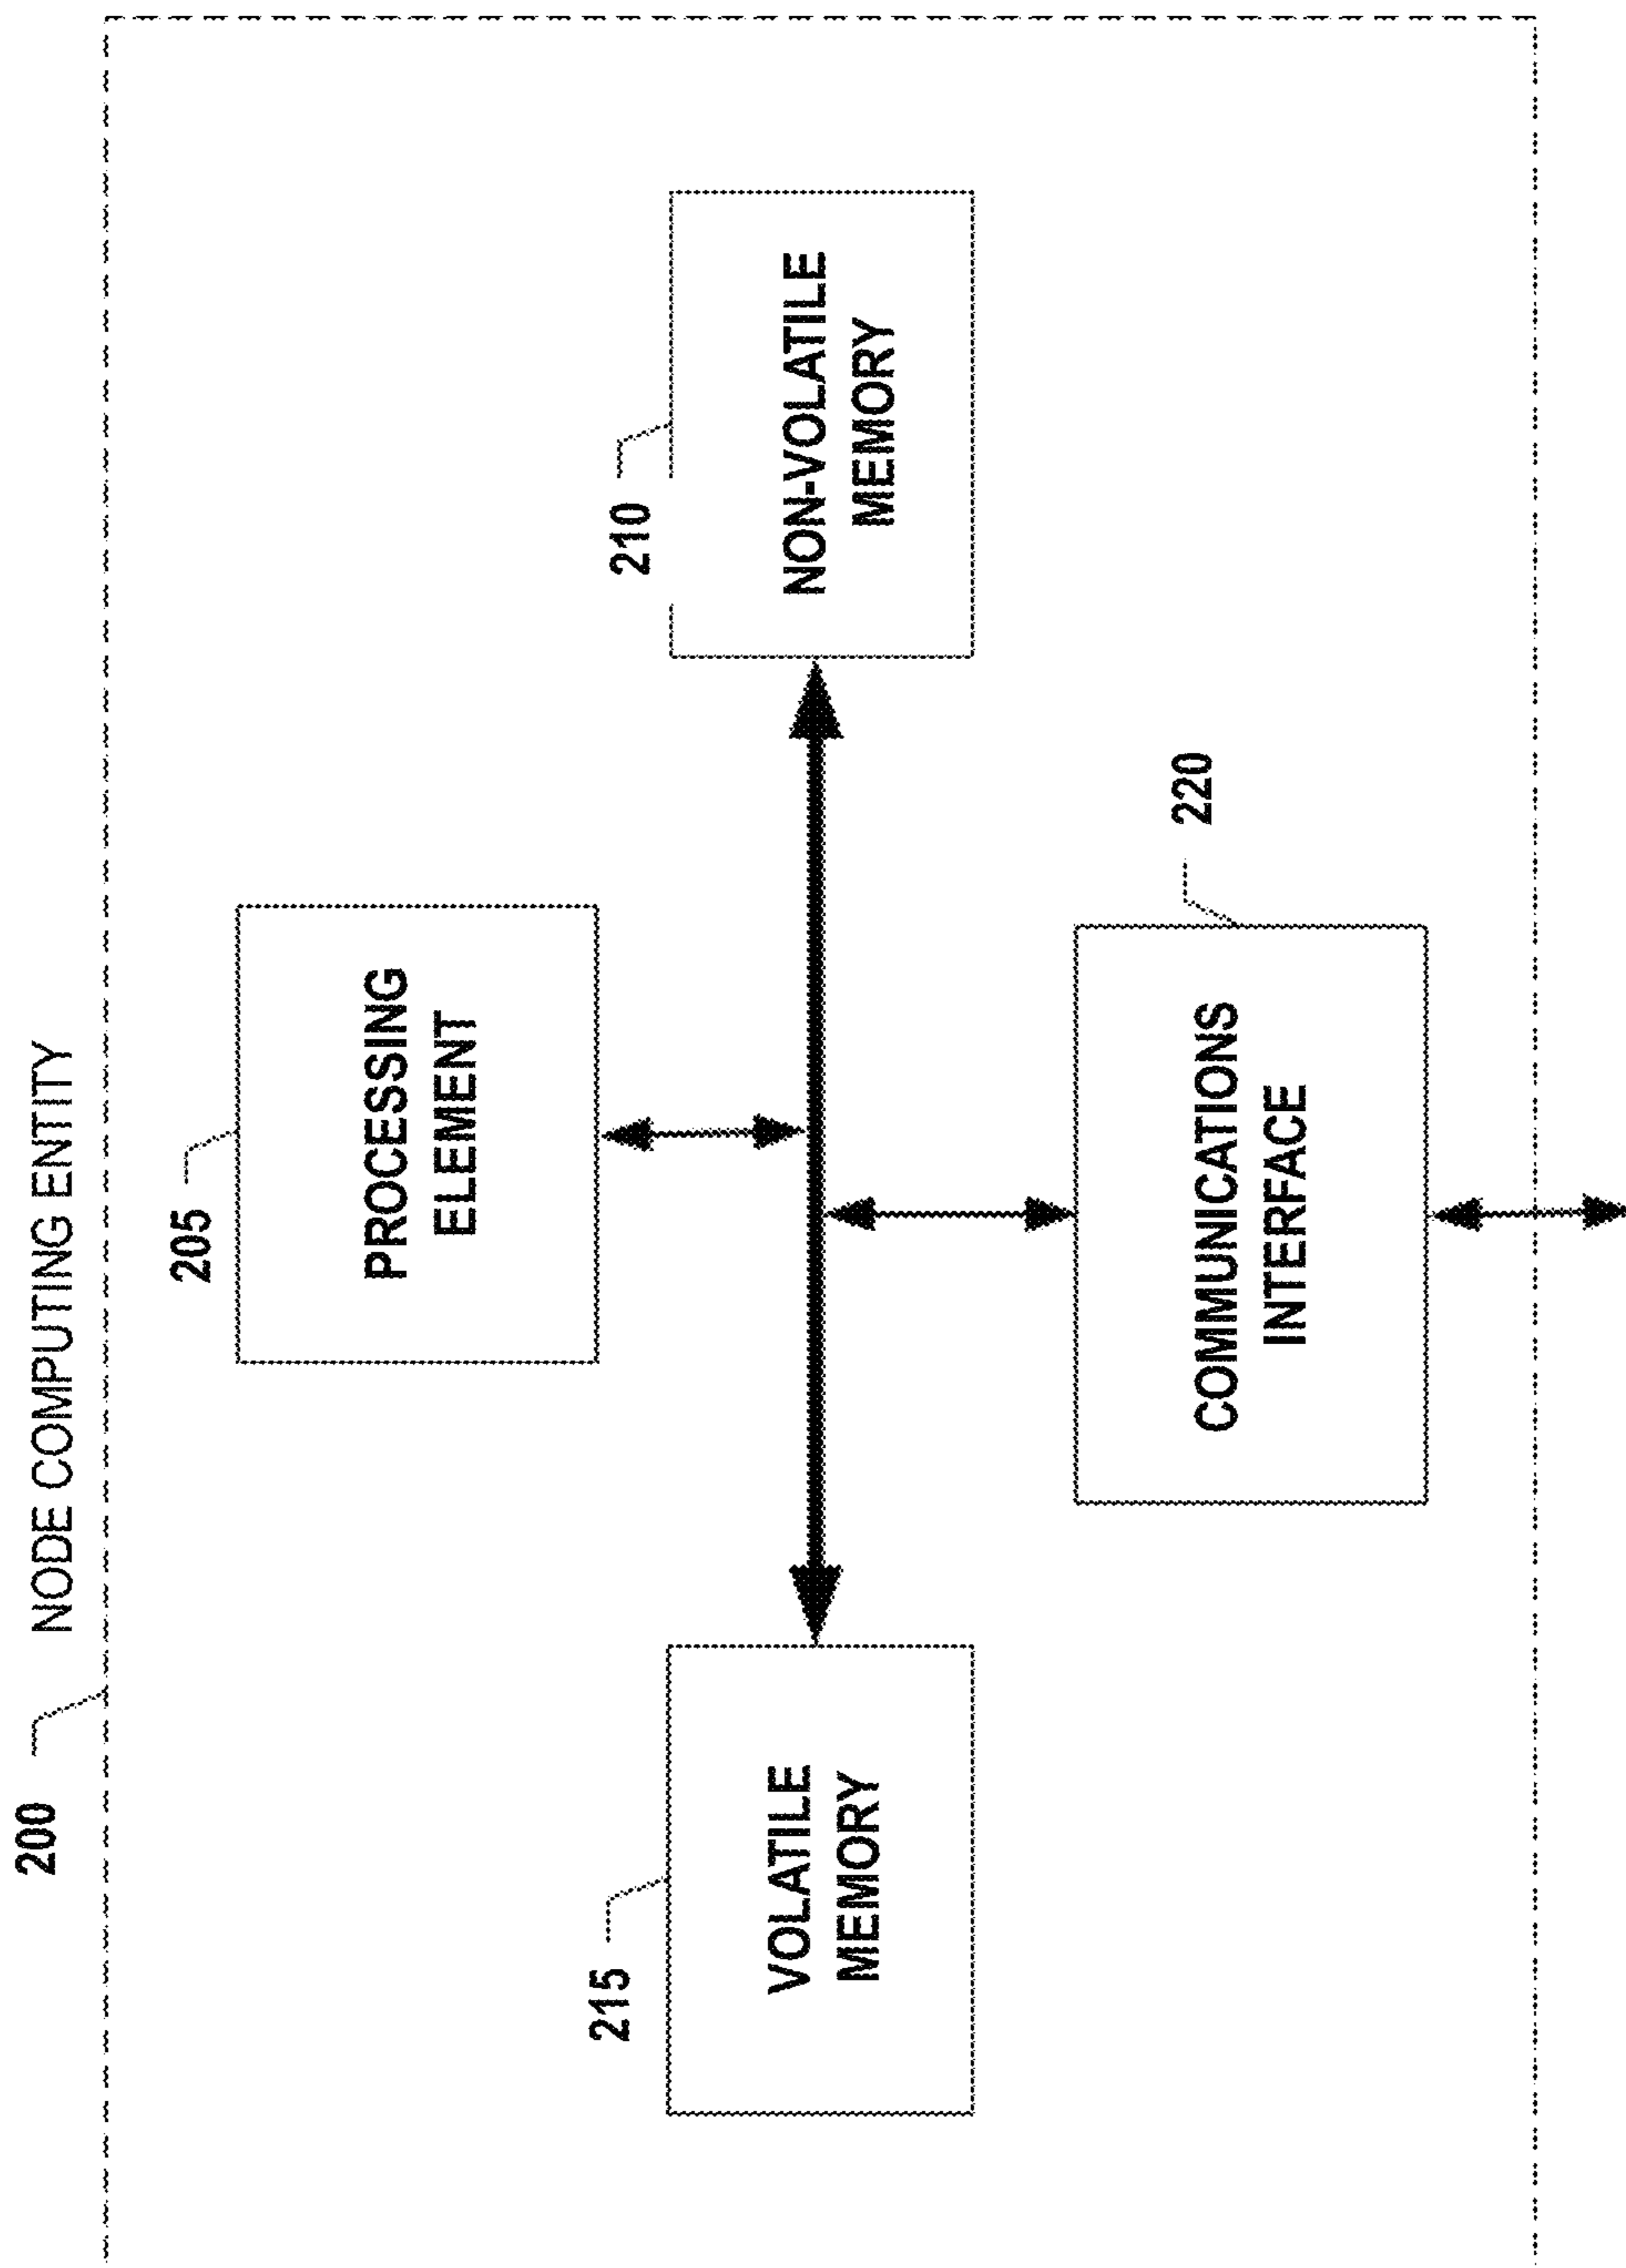 200
NODE COMPUTING ENTITY
205
PROCESSING
ELEMENT
215
VOLATILE
MEMORY
210
NON-VOLATILE
MEMORY
220
COMMUNICATIONS
INTERFACE